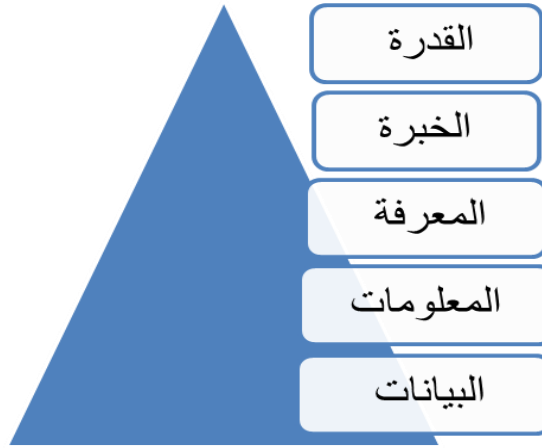 القدرة
الخبرة
المعرفة
المعلومات
البيانات